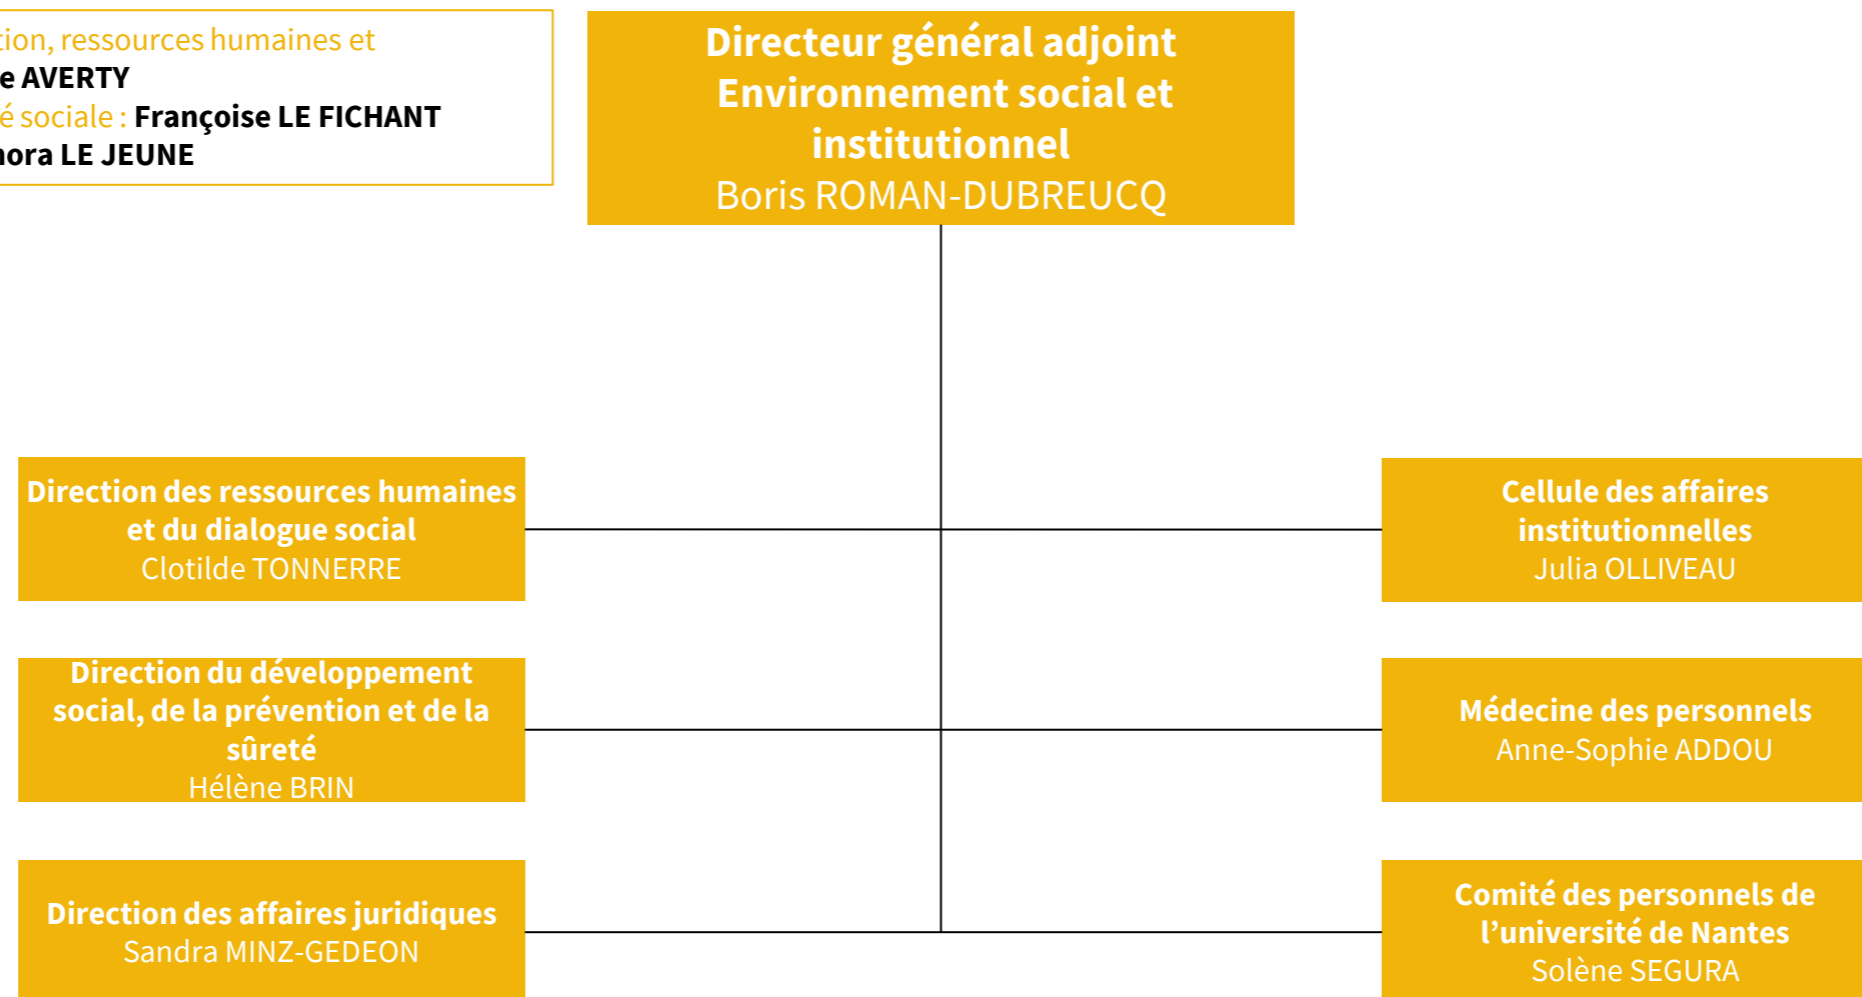 ressources humaines et
AVERTY
sociale : Françoise LE FICHANT
LE JEUNE
Directeur général adjoint
Environnement social et
institutionnel
Boris ROMAN-DUBREUCQ
Direction des ressources humaines
et du dialogue social
Clotilde TONNERRE
Cellule des affaires
institutionnelles
Julia OLLIVEAU
Direction du développement
social, de la prévention et de la
sûreté
Hélène BRIN
Médecine des personnels
Anne-Sophie ADDOU
Direction des affaires juridiques
Sandra MINZ-GEDEON
Comité des personnels de
l’université de Nantes
Solène SEGURA